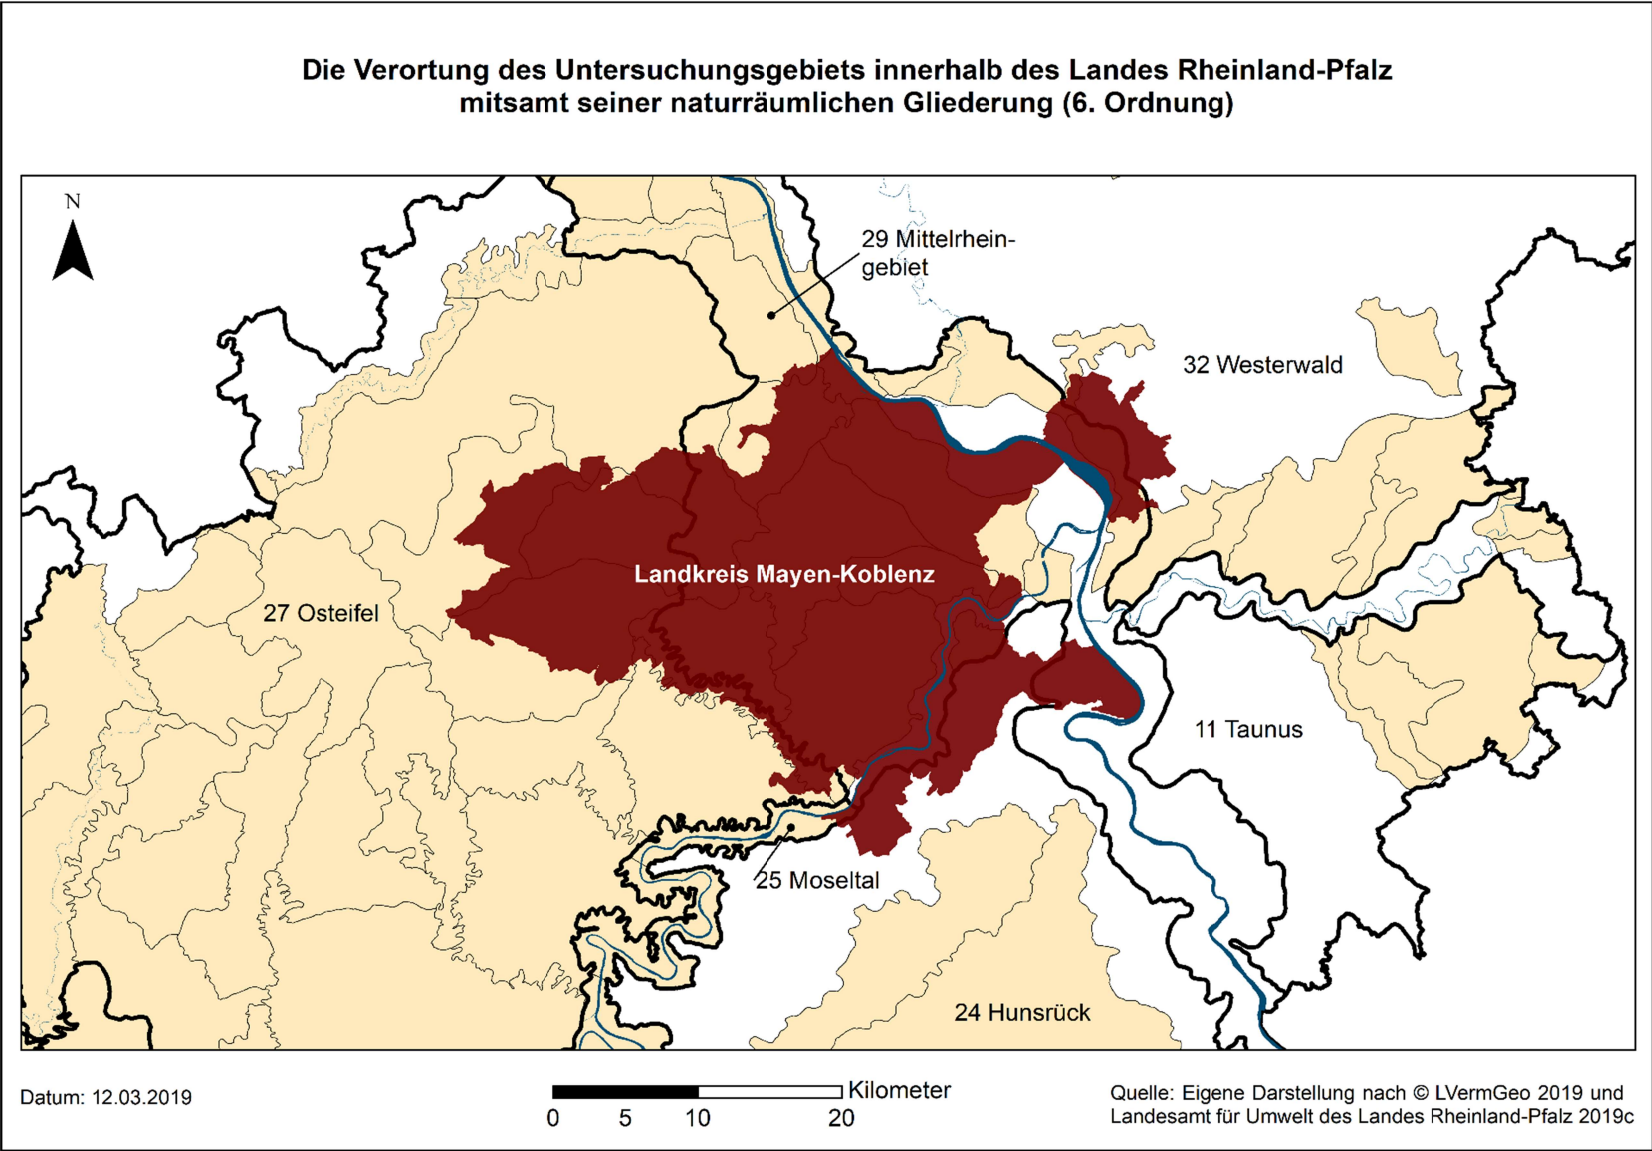 Die Verortung des Untersuchungsgebiets innerhalb des Landes Rheinland-Pfalz
mitsamt seiner naturräumlichen Gliederung (6. Ordnung)
N
29 Mittelrhein-
gebiet
32 Westerwald
Landkreis Mayen-Koblenz
27 Osteifel
11 Taunus
25 Moseltal
24 Hunsrück
Datum: 12.03.2019
Kilometer
0 5 10 20
Quelle: Eigene Darstellung nach © LVermGeo 2019 und
Landesamt für Umwelt des Landes Rheinland-Pfalz 2019c